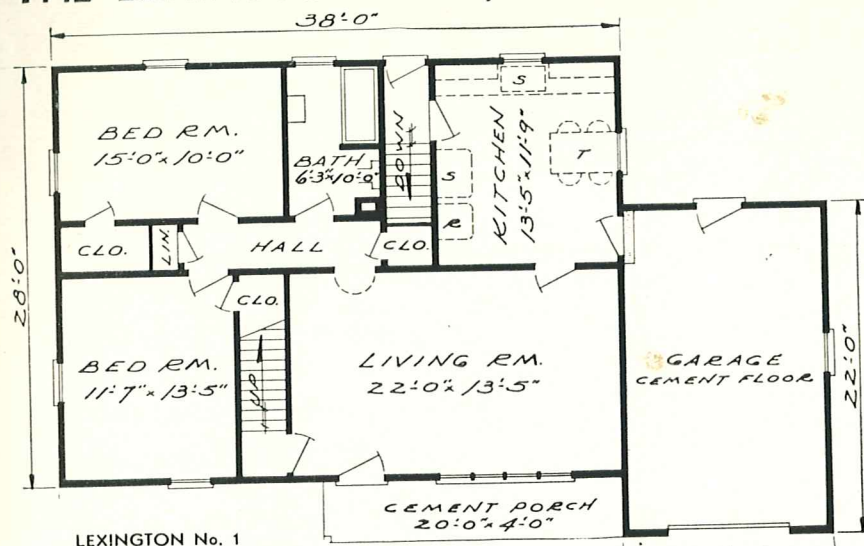 38'-0"
BED RM.
15'-0" x 10'-0"
BATH
6'-3" x 10'-0"
DOWN
S
S
R
T
KITCHEN
13'-5" x 11'-9"
CLO.
LIN.
HALL
CLO.
28'-0"
CLO.
BED RM.
11'-7" x 13'-5"
UP
LIVING RM.
22'-0" x 13'-5"
GARAGE
CEMENT FLOOR
22'-0"
CEMENT PORCH
20'-0" x 4'-0"
LEXINGTON No. 1